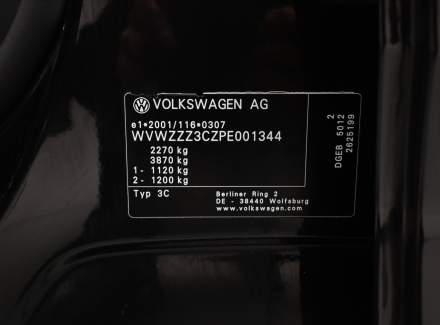 VOLKSWAGEN AG
e1*2001/116*0307
WVWZZZ3CZPE001344
2270 kg
3870 kg
1- 1120 kg
2- 1200 kg
Typ 3C
Berliner Ring 2
DE - 38440 Wolfsburg
www.volkswagen.com
2
DGEB 5012
2625199